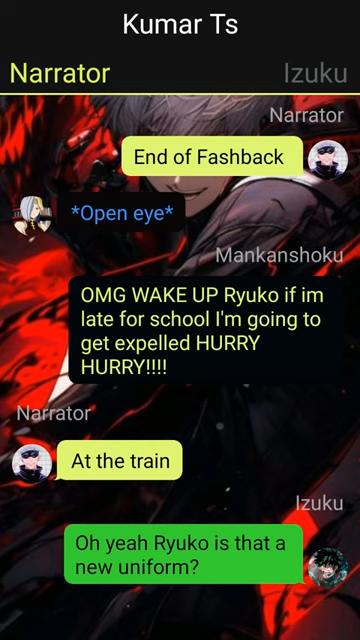 Kumar Ts
Narrator
Izuku
Narrator
End of Fashback
*Open eye*
Mankanshoku
OMG WAKE UP Ryuko if im
late for school I'm going to
get expelled HURRY
HURRY!!!!
Narrator
At the train
Izuku
Oh yeah Ryuko is that a
new uniform?